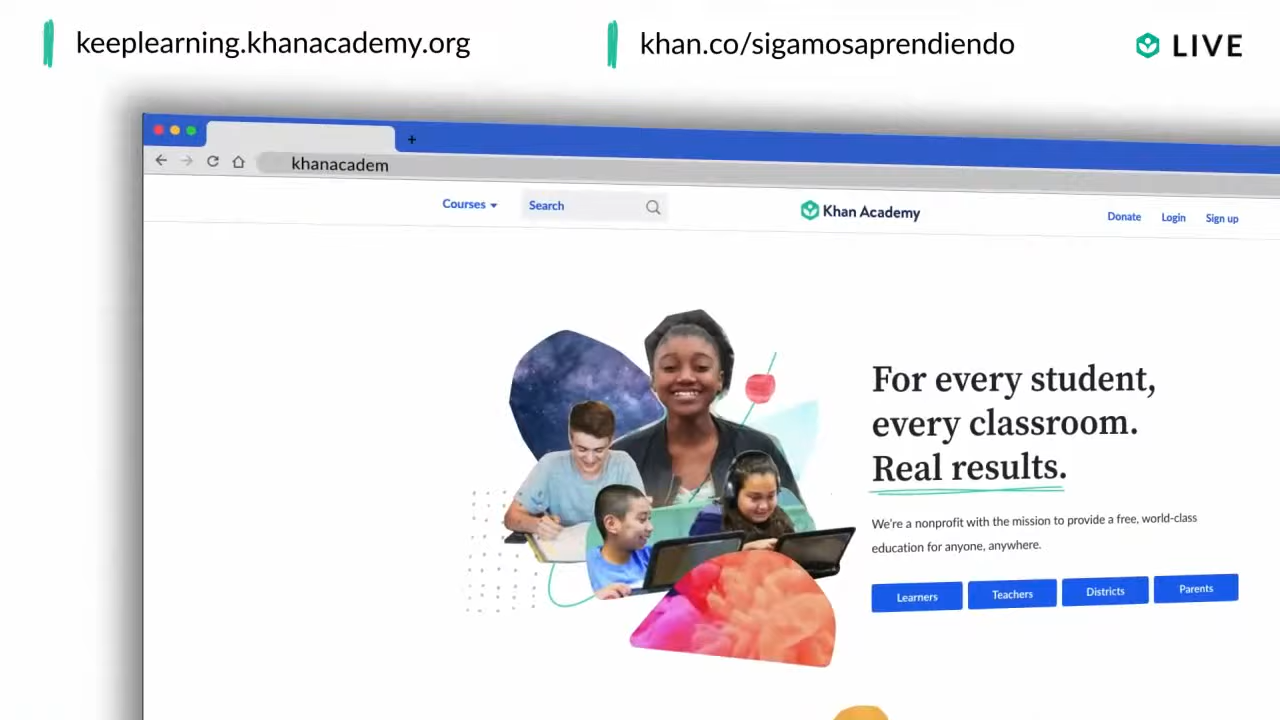 keeplearning.khanacademy.org
khan.co/sigamosaprendiendo
LIVE
khanacadem
Courses
Search
Khan Academy
Donate
Login
Sign up
For every student,
every classroom.
Real results.
We're a nonprofit with the mission to provide a free, world-class
education for anyone, anywhere.
Learners
Teachers
Districts
Parents